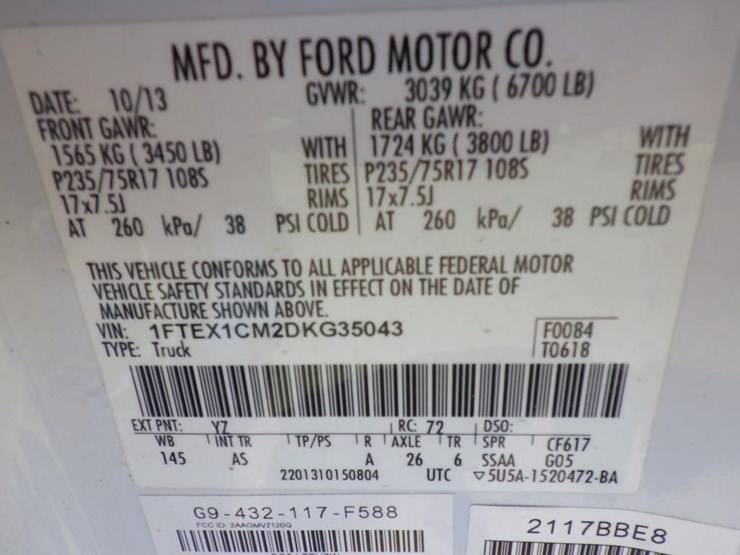 MFD. BY FORD MOTOR CO.
DATE: 10/13 GVWR: 3039 KG ( 6700 LB)
FRONT GAWR: REAR GAWR:
1565 KG ( 3450 LB) WITH 1724 KG ( 3800 LB) WITH
P235/75R17 108S TIRES P235/75R17 108S TIRES
17x7.5J RIMS 17x7.5J RIMS
AT 260 kPa/ 38 PSI COLD AT 260 kPa/ 38 PSI COLD
THIS VEHICLE CONFORMS TO ALL APPLICABLE FEDERAL MOTOR
VEHICLE SAFETY STANDARDS IN EFFECT ON THE DATE OF
MANUFACTURE SHOWN ABOVE.
VIN: 1FTEX1CM2DKG35043 F0084
TYPE: Truck T0618
EXT PNT: YZ RC: 72 DSO:
WB INT TR TP/PS R AXLE TR SPR CF617
145 AS A 26 6 SSAA G05
2201310150804 UTC ▽5U5A-1520472-BA
G9-432-117-F588
FCC ID: 2AAGMVZ120G
2117BBE8